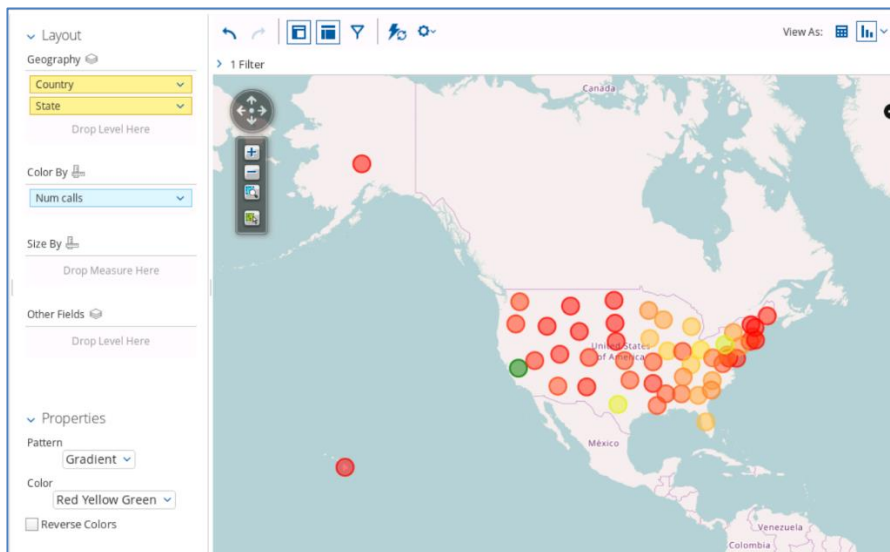 Layout
Geography
Country
State
Drop Level Here
Color By
Num calls
Size By
Drop Measure Here
Other Fields
Drop Level Here
Properties
Pattern
Gradient
Color
Red Yellow Green
Reverse Colors
View As:
1 Filter
Canada
United States
of America
México
Venezuela
Colombia